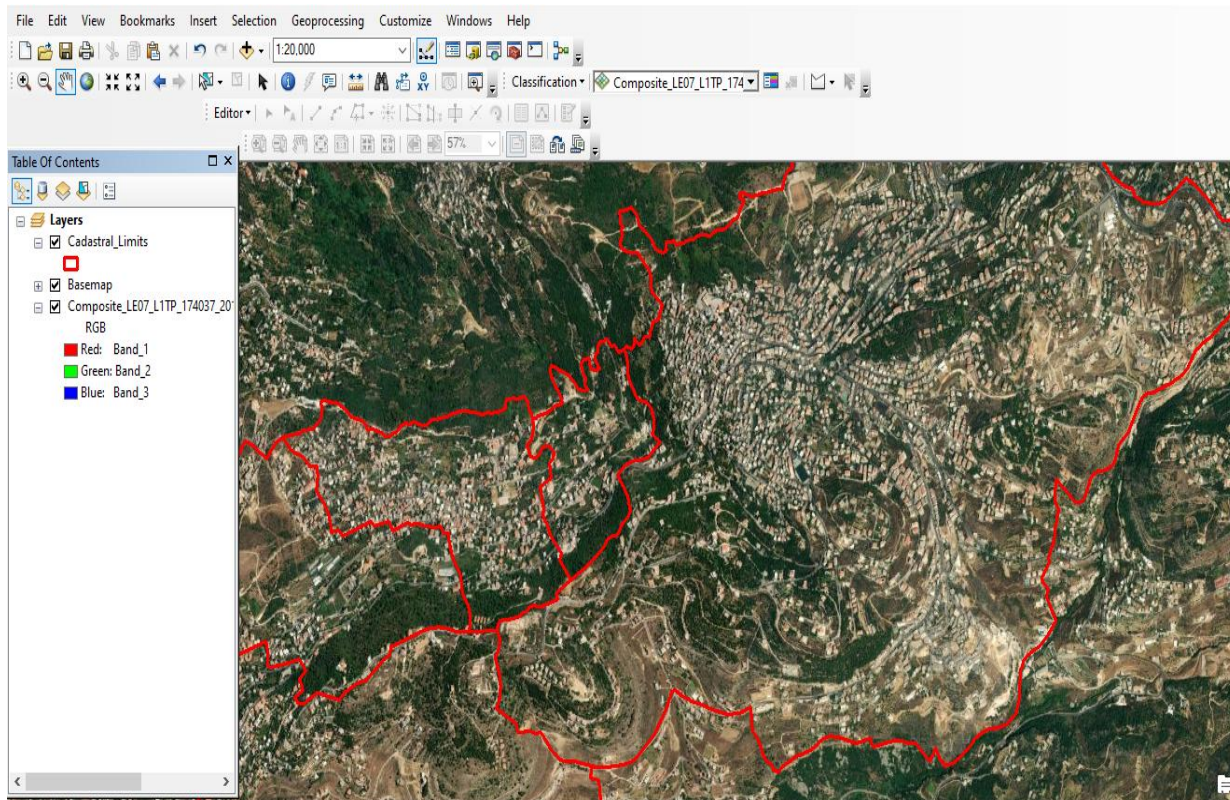 File Edit View Bookmarks Insert Selection Geoprocessing Customize Windows Help
1:20,000
Classification Composite_LE07_L1TP_174
Editor
57%
Table Of Contents
Layers
Cadastral_Limits
Basemap
Composite_LE07_L1TP_174037_20
RGB
Red: Band_1
Green: Band_2
Blue: Band_3